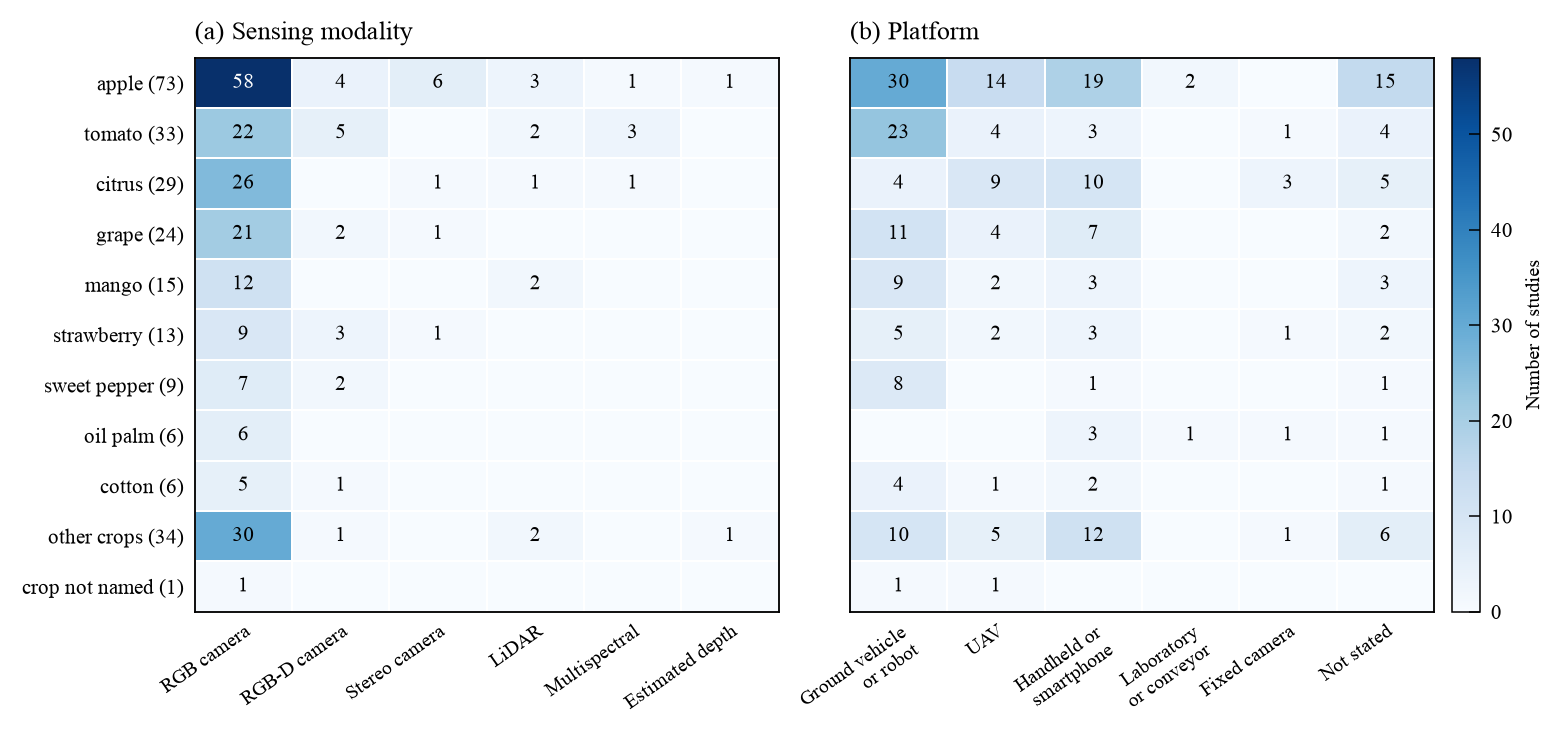 (a) Sensing modality
(b) Platform
apple (73) 58 4 6 3 1 1 30 14 19 2 15
tomato (33) 22 5 2 3 23 4 3 1 4
citrus (29) 26 1 1 1 4 9 10 3 5
grape (24) 21 2 1 11 4 7 2
mango (15) 12 2 9 2 3 3
strawberry (13) 9 3 1 5 2 3 1 2
sweet pepper (9) 7 2 8 1 1
oil palm (6) 6 3 1 1 1
cotton (6) 5 1 4 1 2 1
other crops (34) 30 1 2 1 10 5 12 1 6
crop not named (1) 1 1 1
RGB camera
RGB-D camera
Stereo camera
LiDAR
Multispectral
Estimated depth
Ground vehicle
or robot
UAV
Handheld or
smartphone
Laboratory
or conveyor
Fixed camera
Not stated
50
40
30
20
10
0
Number of studies